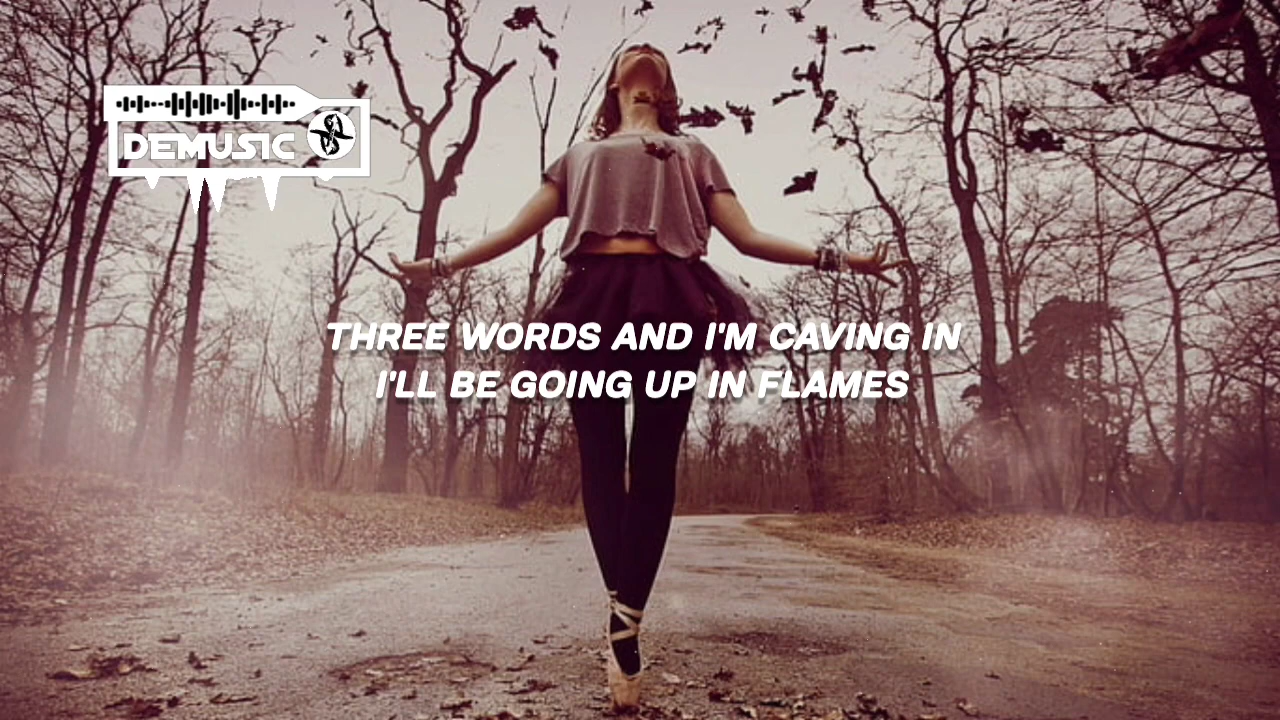 DEMUSIC
THREE WORDS AND I'M CAVING IN
I'LL BE GOING UP IN FLAMES